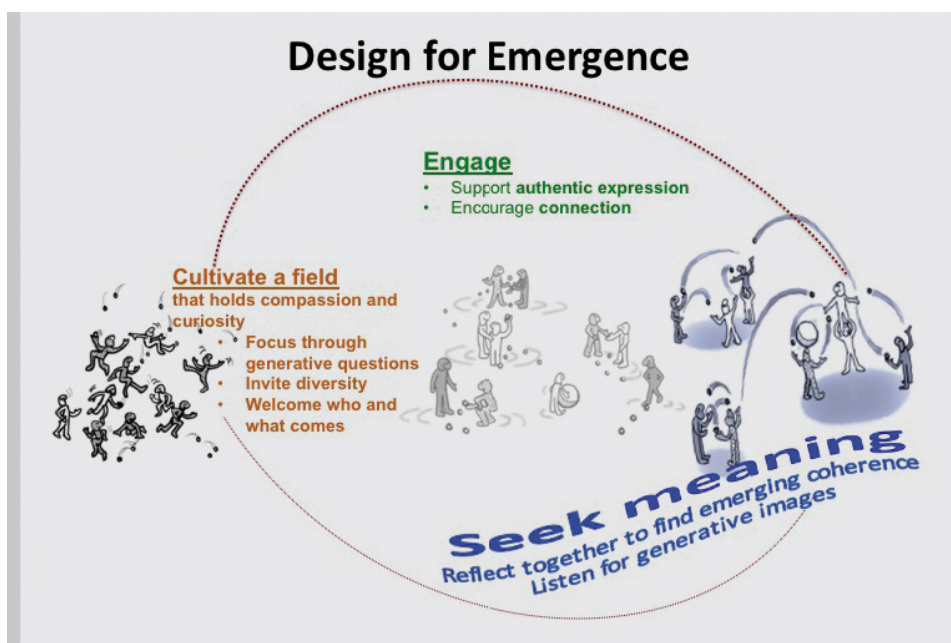 Design for Emergence
Engage
• Support authentic expression
• Encourage connection
Cultivate a field
that holds compassion and
curiosity
• Focus through
generative questions
• Invite diversity
• Welcome who and
what comes
Seek meaning
Reflect together to find emerging coherence
Listen for generative images